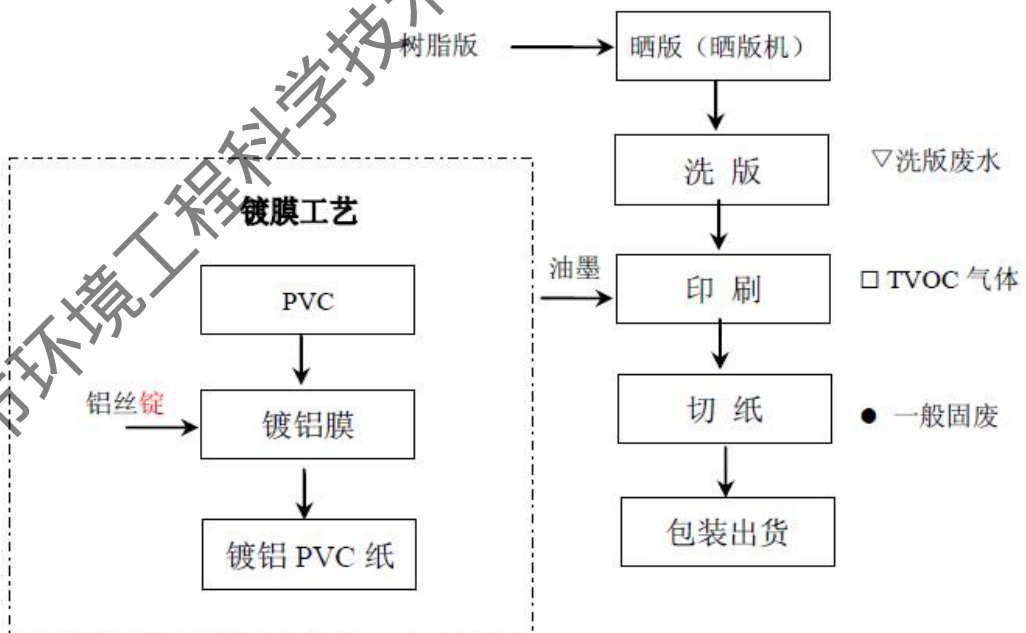 树脂版
晒版（晒版机）
洗 版
▽洗版废水
镀膜工艺
油墨
印 刷
□ TVOC 气体
PVC
铝丝锭
镀铝膜
切 纸
● 一般固废
镀铝 PVC 纸
包装出货
市环境工程科学技术